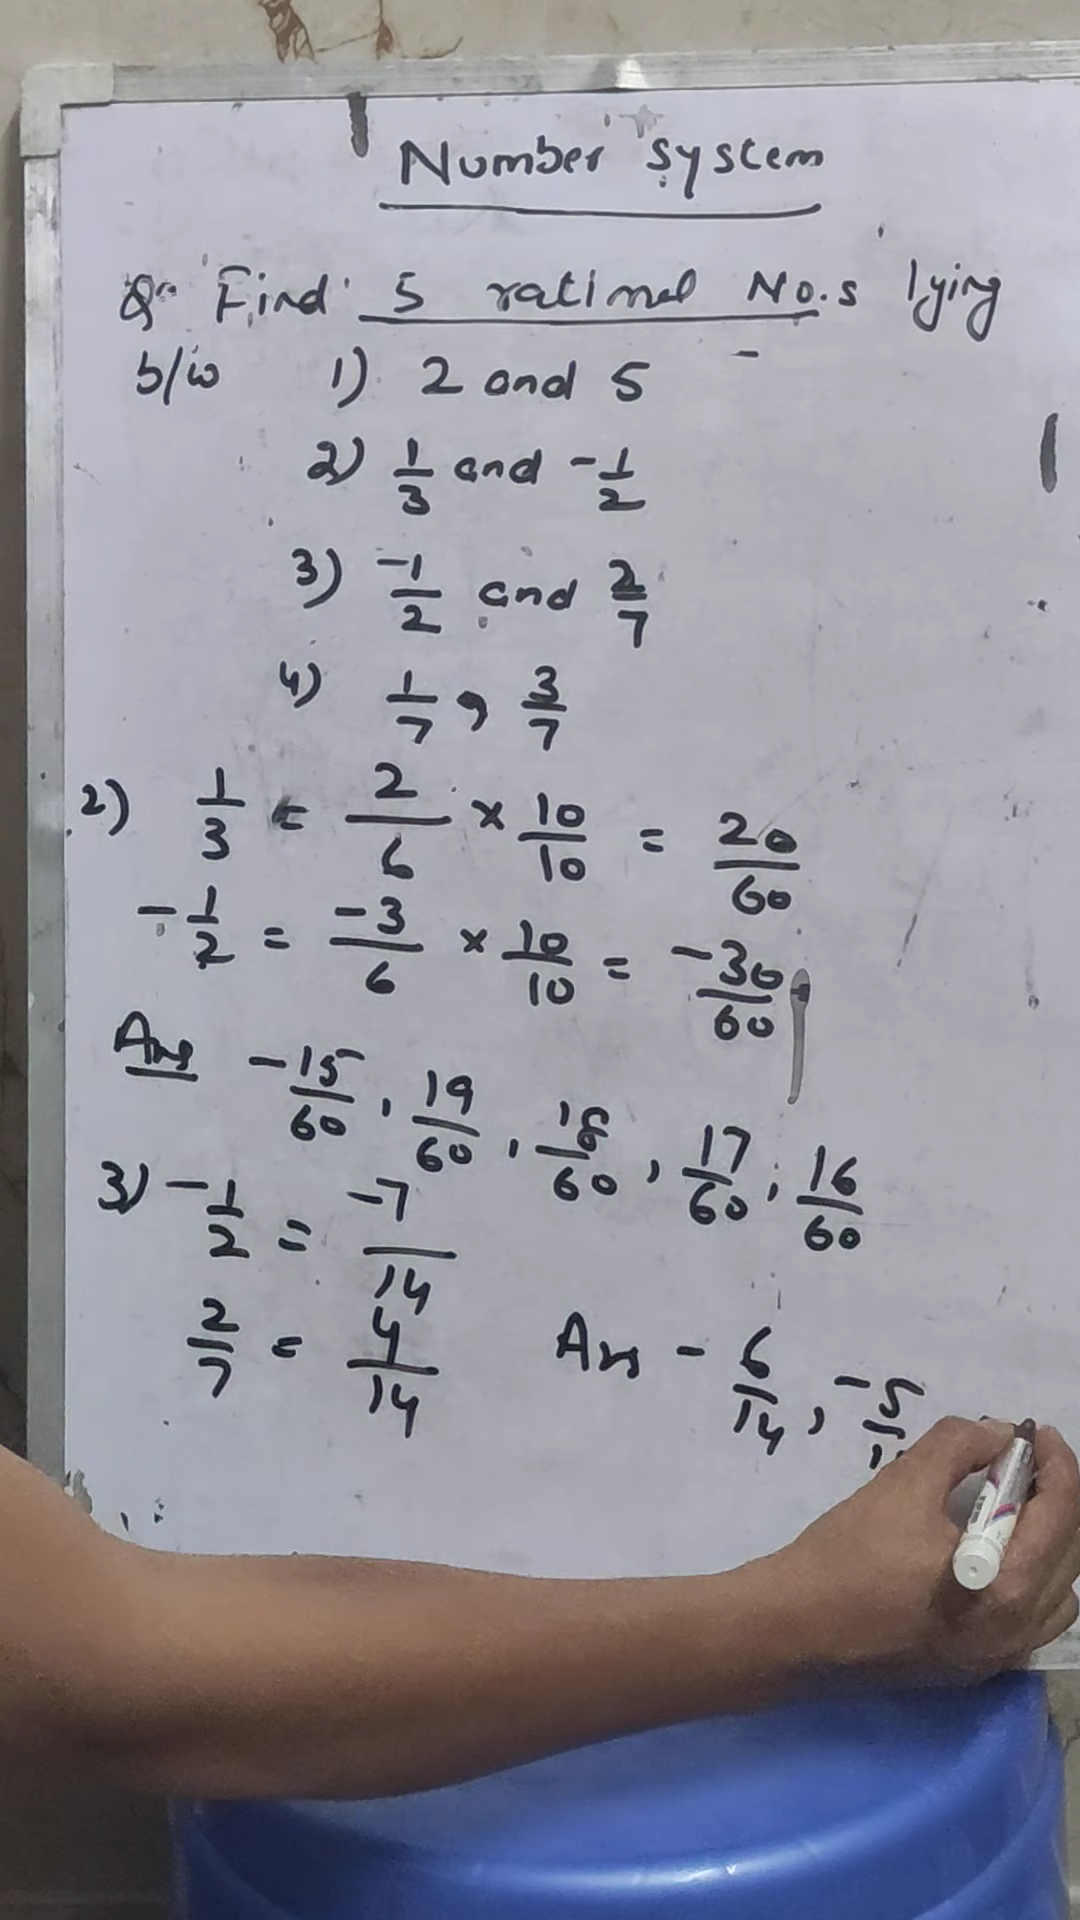 Number System
Q. Find 5 rational No.s lying
b/w 1) 2 and 5
2) 1/3 and -1/2
3) -1/2 and 2/7
4) 1/7, 3/7
2) 1/3 = 2/6 × 10/10 = 20/60
-1/2 = -3/6 × 10/10 = -30/60
Ans -15/60, 19/60, 18/60, 17/60, 16/60
3) -1/2 = -7/14
2/7 = 4/14 Ans -6/14, -5/